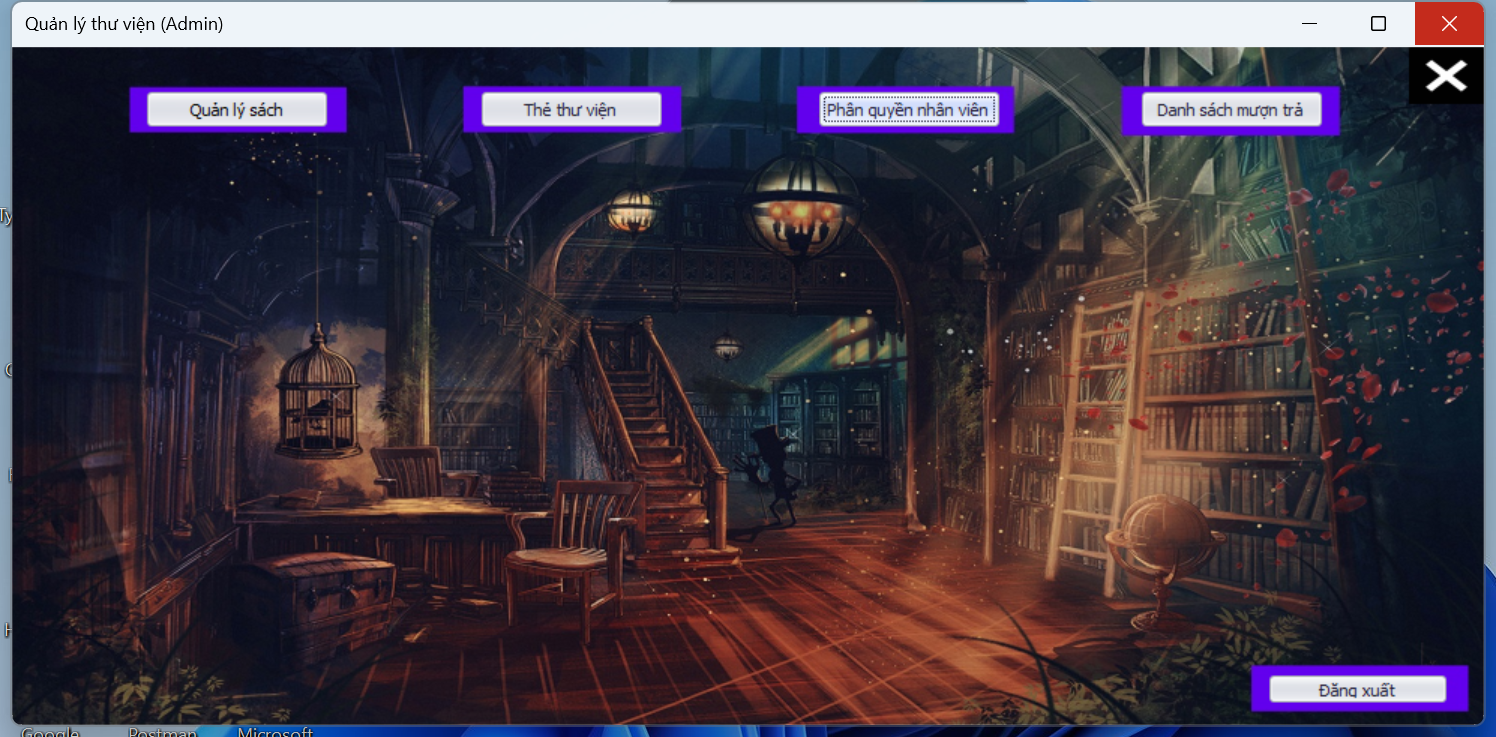 Quản lý thư viện (Admin)
Quản lý sách
Thẻ thư viện
Phân quyền nhân viên
Danh sách mượn trả
Đăng xuất
Google
Postman
Microsoft